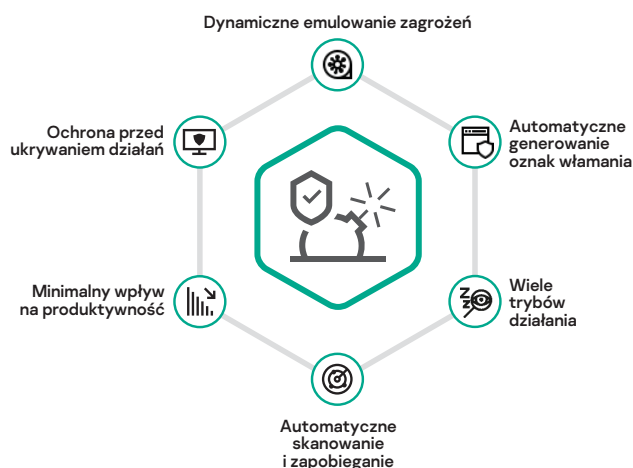 Dynamiczne emulowanie zagrożeń
Ochrona przed
ukrywaniem działań
Automatyczne
generowanie
oznak włamania
Minimalny wpływ
na produktywność
Wiele
trybów
działania
Automatyczne
skanowanie
i zapobieganie